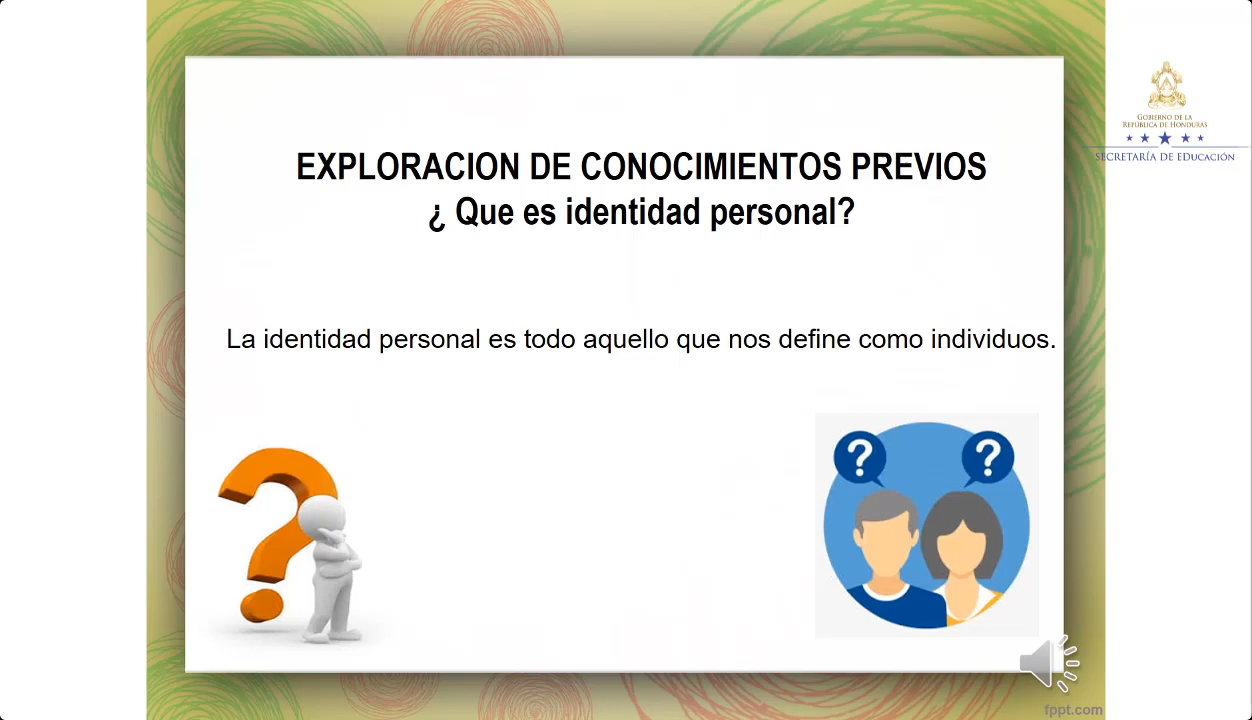 EXPLORACION DE CONOCIMIENTOS PREVIOS
¿ Que es identidad personal?
La identidad personal es todo aquello que nos define como individuos.
? ?
GOBIERNO DE LA
REPÚBLICA DE HONDURAS
SECRETARÍA DE EDUCACIÓN
fppt.com